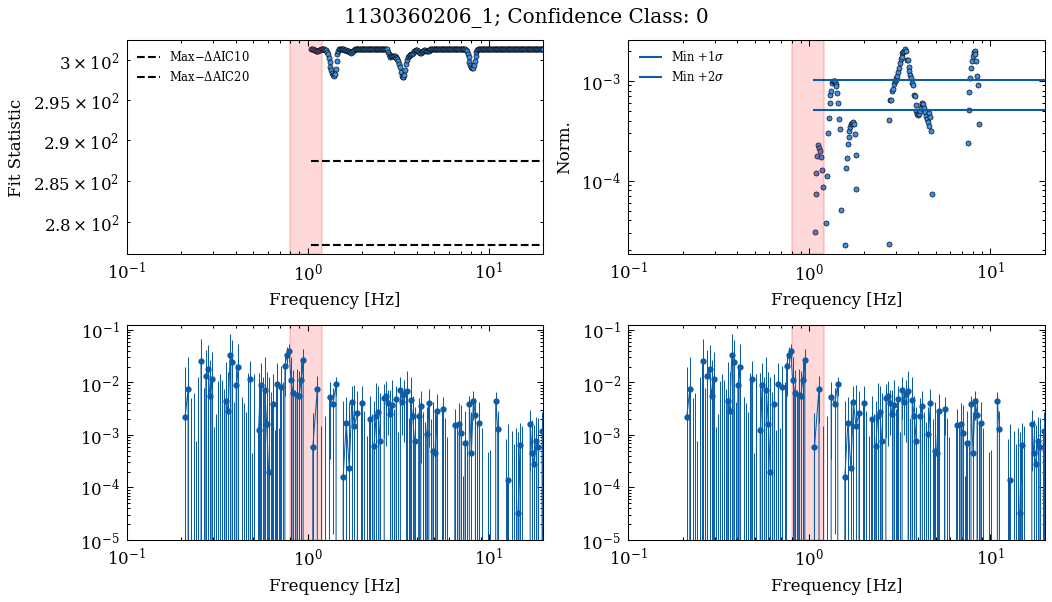 1130360206_1; Confidence Class: 0
Fit Statistic
3 × 10²
2.95 × 10²
2.9 × 10²
2.85 × 10²
2.8 × 10²
Max−ΔAIC10
Max−ΔAIC20
10⁻¹ 10⁰ 10¹
Frequency [Hz]
Norm.
10⁻³
10⁻⁴
Min +1σ
Min +2σ
10⁻¹ 10⁰ 10¹
Frequency [Hz]
10⁻¹
10⁻²
10⁻³
10⁻⁴
10⁻⁵
10⁻¹ 10⁰ 10¹
Frequency [Hz]
10⁻¹
10⁻²
10⁻³
10⁻⁴
10⁻⁵
10⁻¹ 10⁰ 10¹
Frequency [Hz]